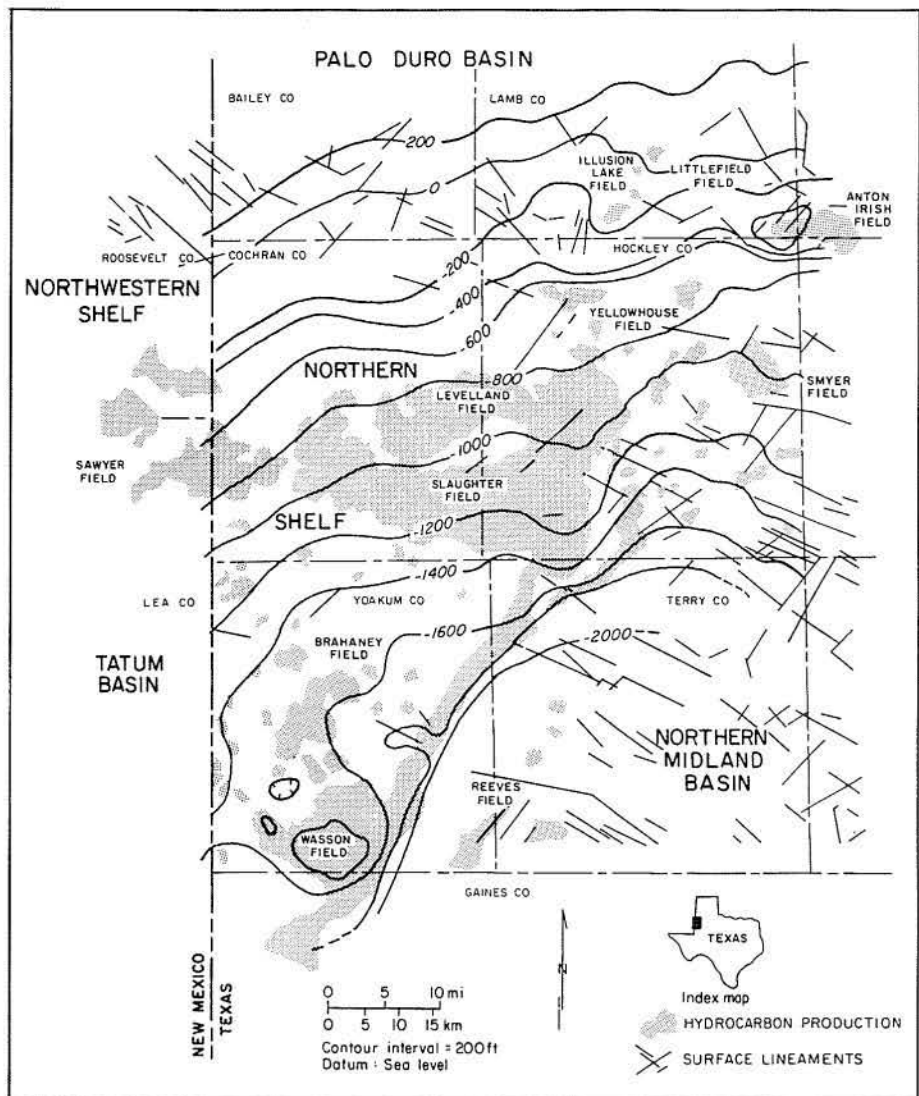 PALO DURO BASIN
BAILEY CO
LAMB CO
200
0
ILLUSION
LAKE
FIELD
LITTLEFIELD
FIELD
ANTON
IRISH
FIELD
ROOSEVELT CO
COCHRAN CO
HOCKLEY CO
-200
NORTHWESTERN
SHELF
-400
-600
YELLOWHOUSE
FIELD
NORTHERN
-800
LEVELLAND
FIELD
SMYER
FIELD
-1000
SAWYER
FIELD
SLAUGHTER
FIELD
SHELF
-1200
-1400
LEA CO
YOAKUM CO
TERRY CO
-1600
-2000
BRAHANEY
FIELD
TATUM
BASIN
NORTHERN
MIDLAND
BASIN
REEVES
FIELD
WASSON
FIELD
GAINES CO
NEW MEXICO
TEXAS
N
TEXAS
Index map
0 5 10 mi
0 5 10 15 km
Contour interval = 200 ft
Datum : Sea level
HYDROCARBON PRODUCTION
SURFACE LINEAMENTS